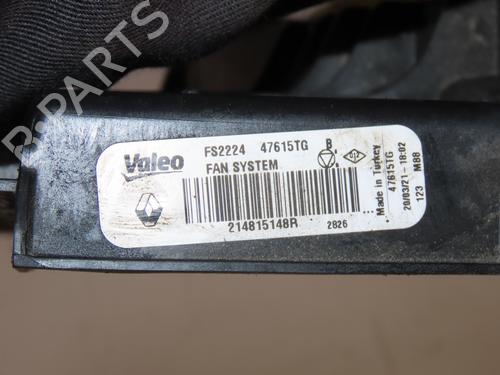 B-PARTS
Valeo FS2224 47615TG B
FAN SYSTEM
214815148R 2826
Made in Turkey
47615TG
20/03/21 - 18:02
123 M88